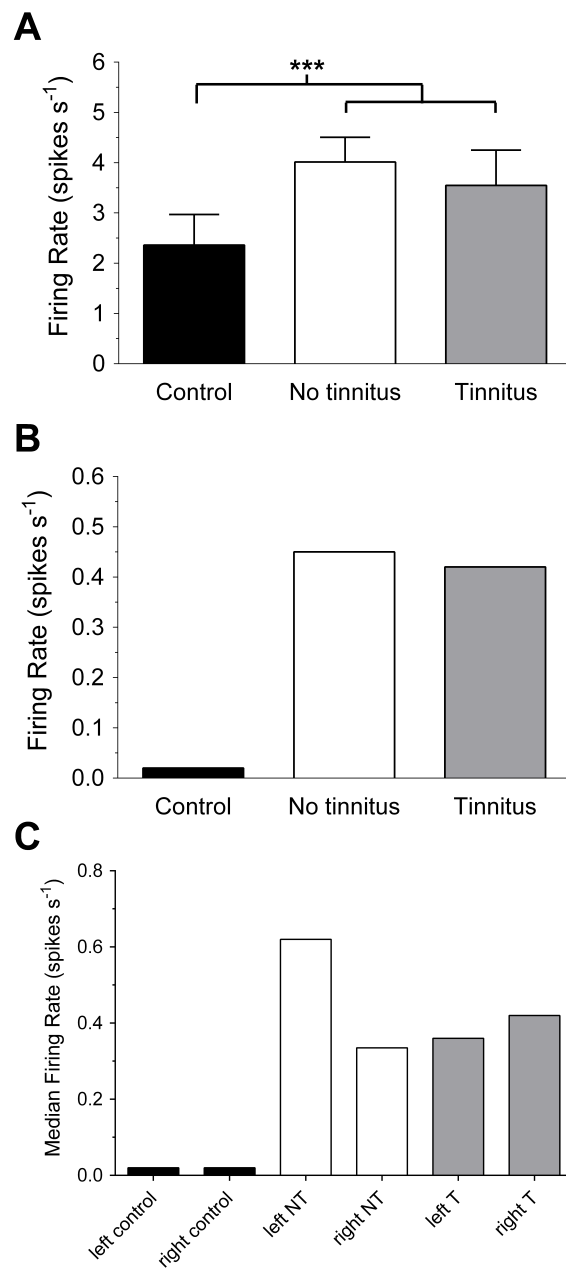 A
***
6
5
4
3
2
1
0
Firing Rate (spikes s⁻¹)
Control No tinnitus Tinnitus
B
0.6
0.5
0.4
0.3
0.2
0.1
0.0
Firing Rate (spikes s⁻¹)
Control No tinnitus Tinnitus
C
0.8
0.6
0.4
0.2
0.0
Median Firing Rate (spikes s⁻¹)
left control
right control
left NT
right NT
left T
right T